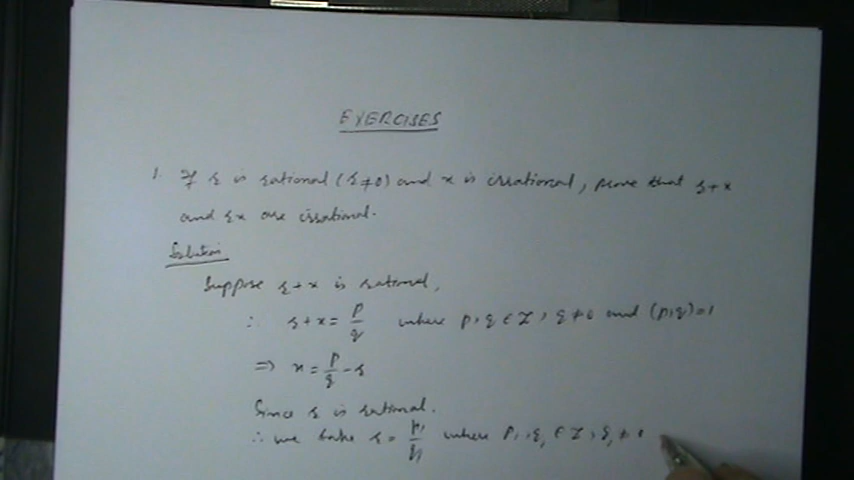 EXERCISES
1. If r is rational (r≠0) and x is irrational, prove that r+x
and rx are irrational.
Solution
Suppose r+x is rational,
∴ r+x = p/q where p, q ∈ Z, q ≠ 0 and (p,q)=1
⇒ x = p/q - r
Since r is rational.
∴ we take r = p₁/q₁ where p₁, q₁ ∈ Z, q₁ ≠ 0